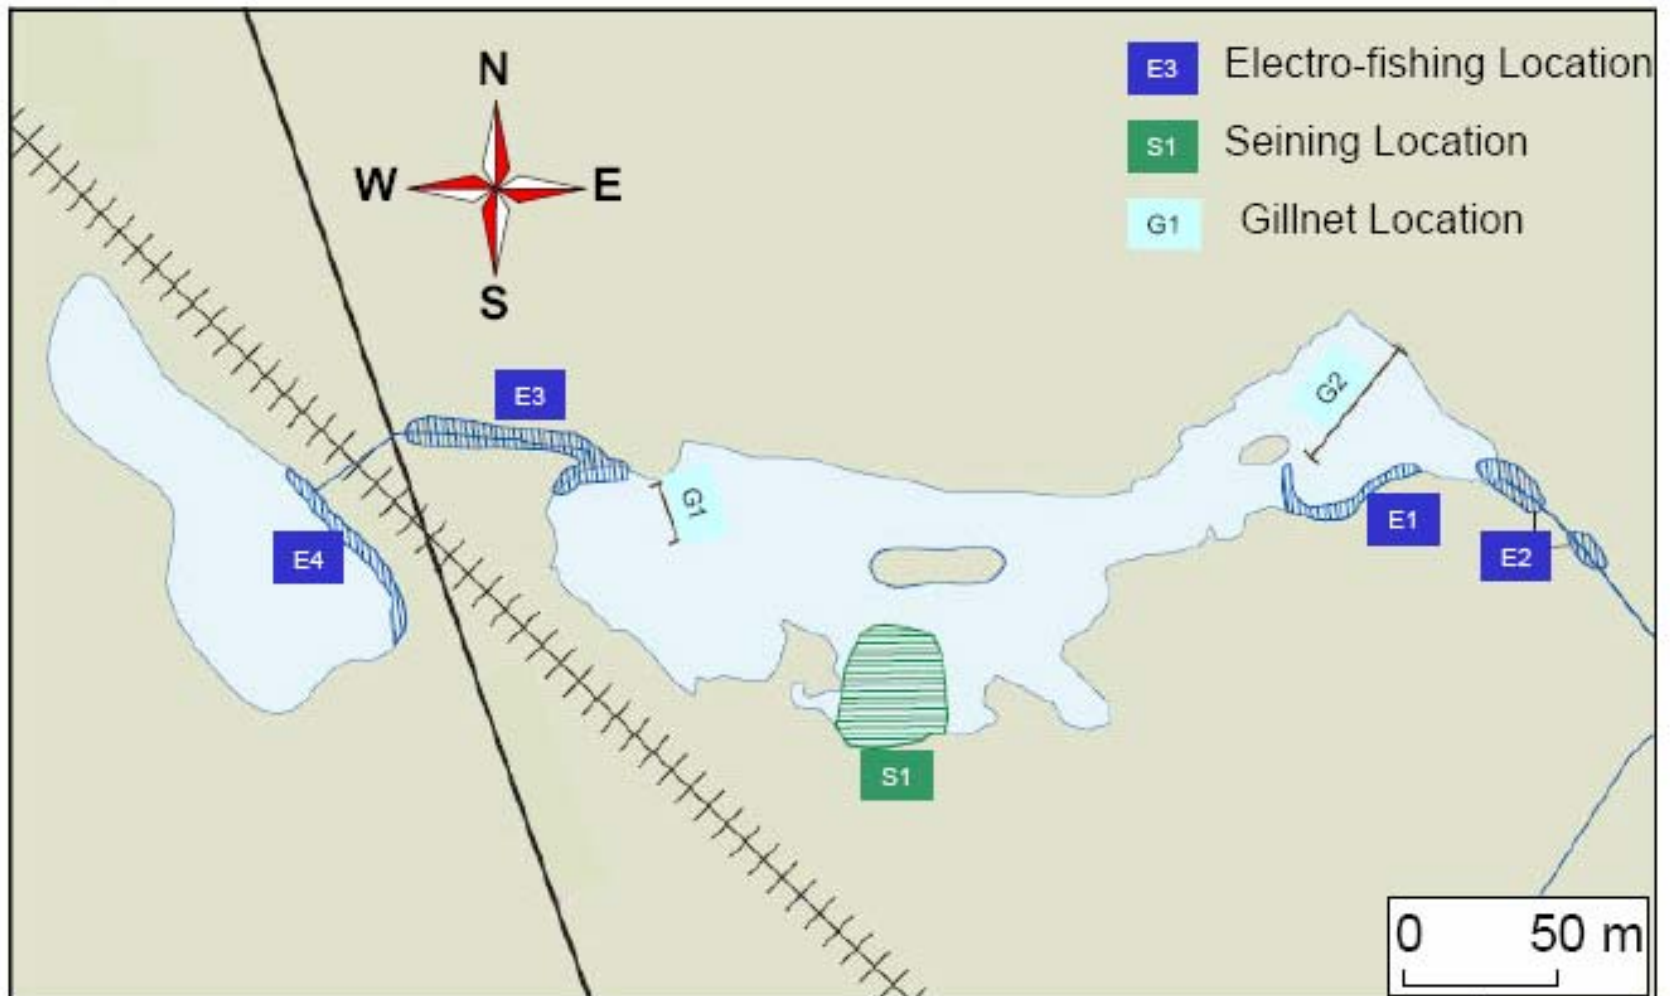 N
W E
S
E3 Electro-fishing Location
S1 Seining Location
G1 Gillnet Location
E3
E4
G1
S1
G2
E1
E2
0 50 m